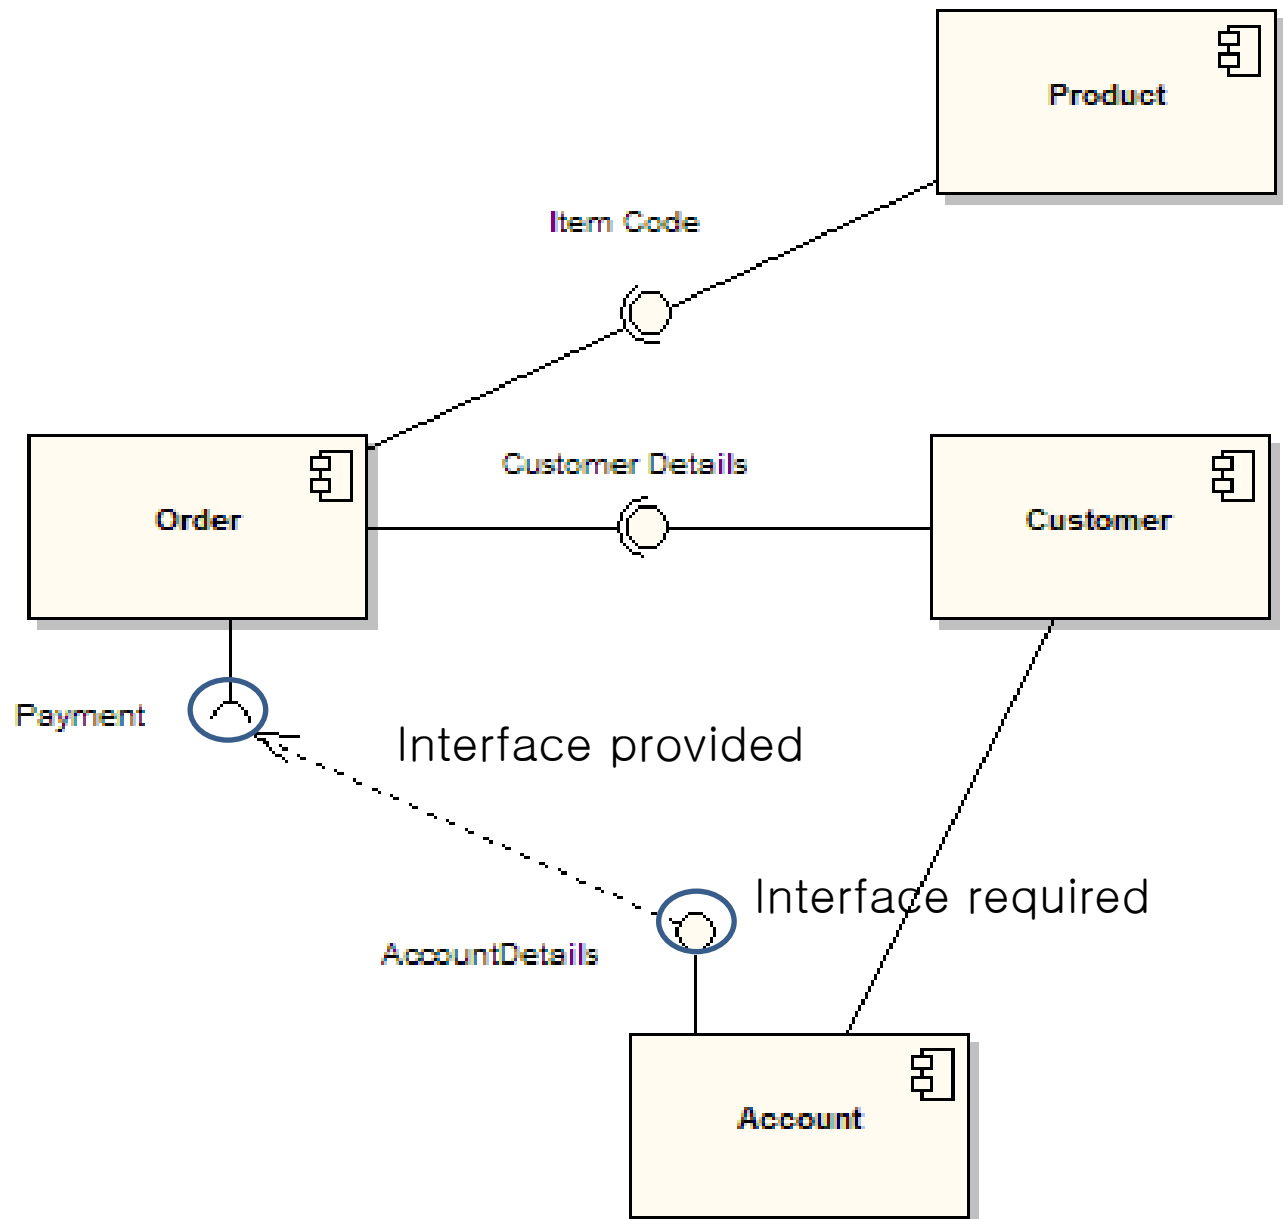 Product
Item Code
Customer Details
Order
Customer
Payment
Interface provided
Interface required
AccountDetails
Account